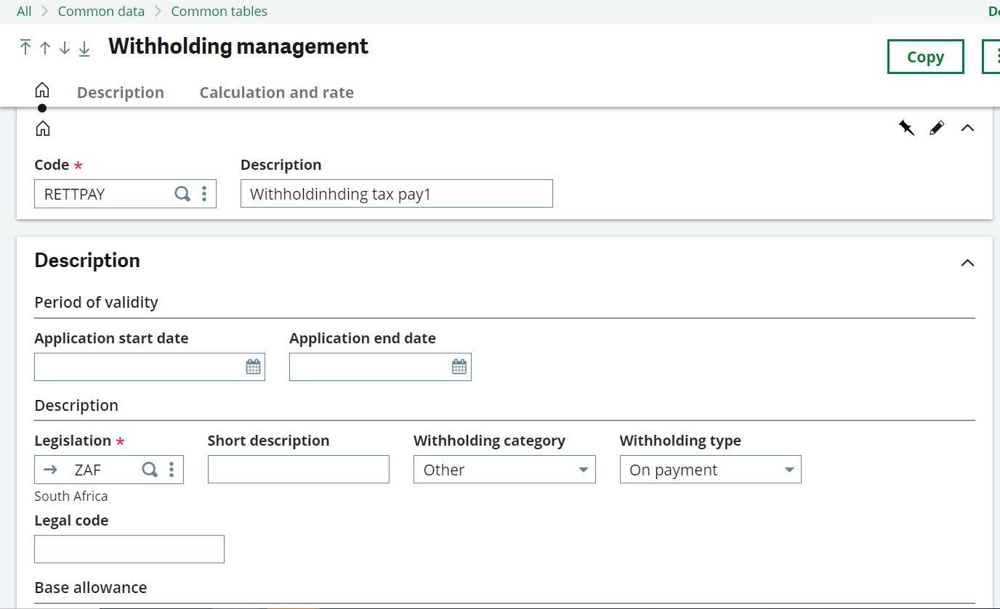 All > Common data > Common tables
Withholding management
Copy
Description Calculation and rate
Code * Description
RETTPAY Withholdinhding tax pay1
Description
Period of validity
Application start date Application end date
Description
Legislation * Short description Withholding category Withholding type
ZAF Other On payment
South Africa
Legal code
Base allowance